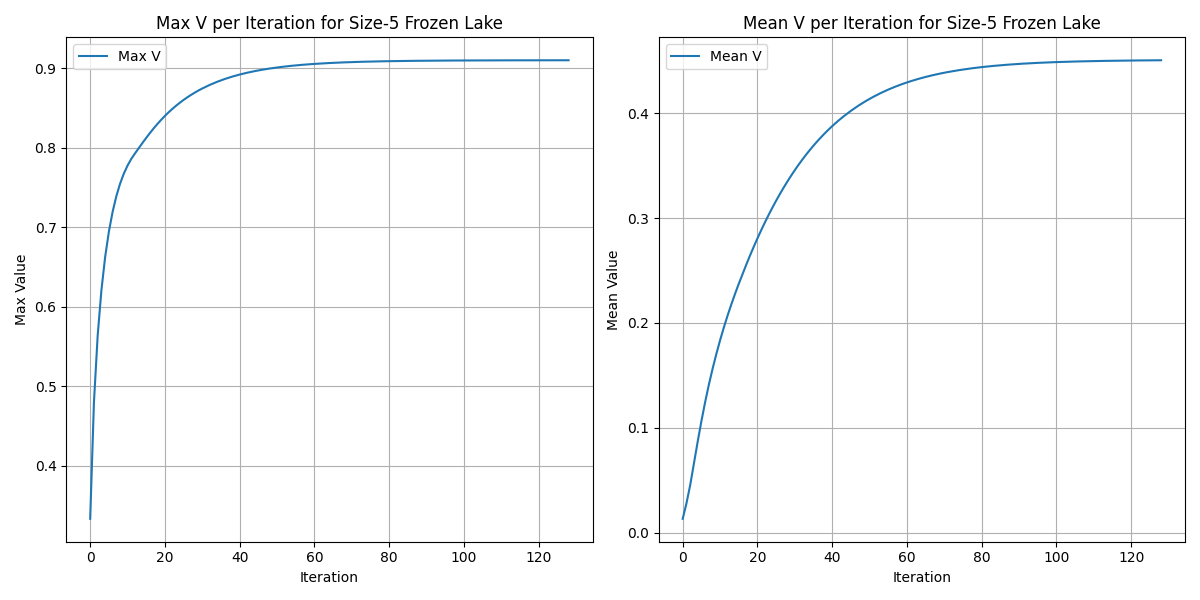 Max V per Iteration for Size-5 Frozen Lake
Max V
0.9
0.8
0.7
0.6
0.5
0.4
Max Value
0 20 40 60 80 100 120
Iteration
Mean V per Iteration for Size-5 Frozen Lake
Mean V
0.4
0.3
0.2
0.1
0.0
Mean Value
0 20 40 60 80 100 120
Iteration